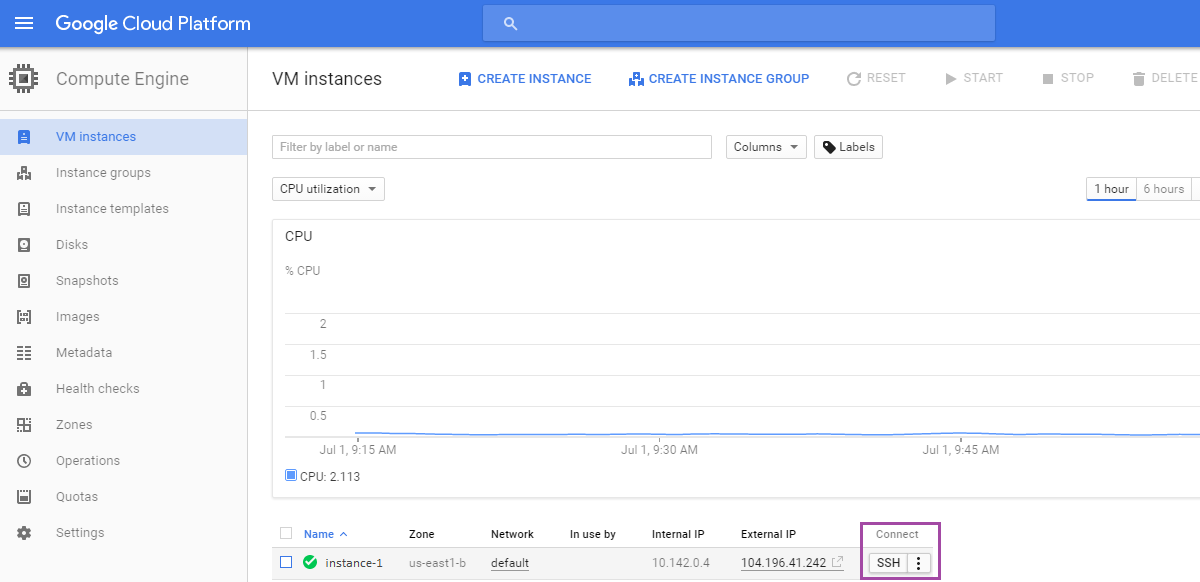 Google Cloud Platform
Compute Engine
VM instances
CREATE INSTANCE
CREATE INSTANCE GROUP
RESET
START
STOP
DELETE
VM instances
Instance groups
Instance templates
Disks
Snapshots
Images
Metadata
Health checks
Zones
Operations
Quotas
Settings
Filter by label or name
Columns
Labels
CPU utilization
1 hour
6 hours
CPU
% CPU
2
1.5
1
0.5
Jul 1, 9:15 AM
Jul 1, 9:30 AM
Jul 1, 9:45 AM
CPU: 2.113
Name Zone Network In use by Internal IP External IP Connect
instance-1 us-east1-b default 10.142.0.4 104.196.41.242 SSH